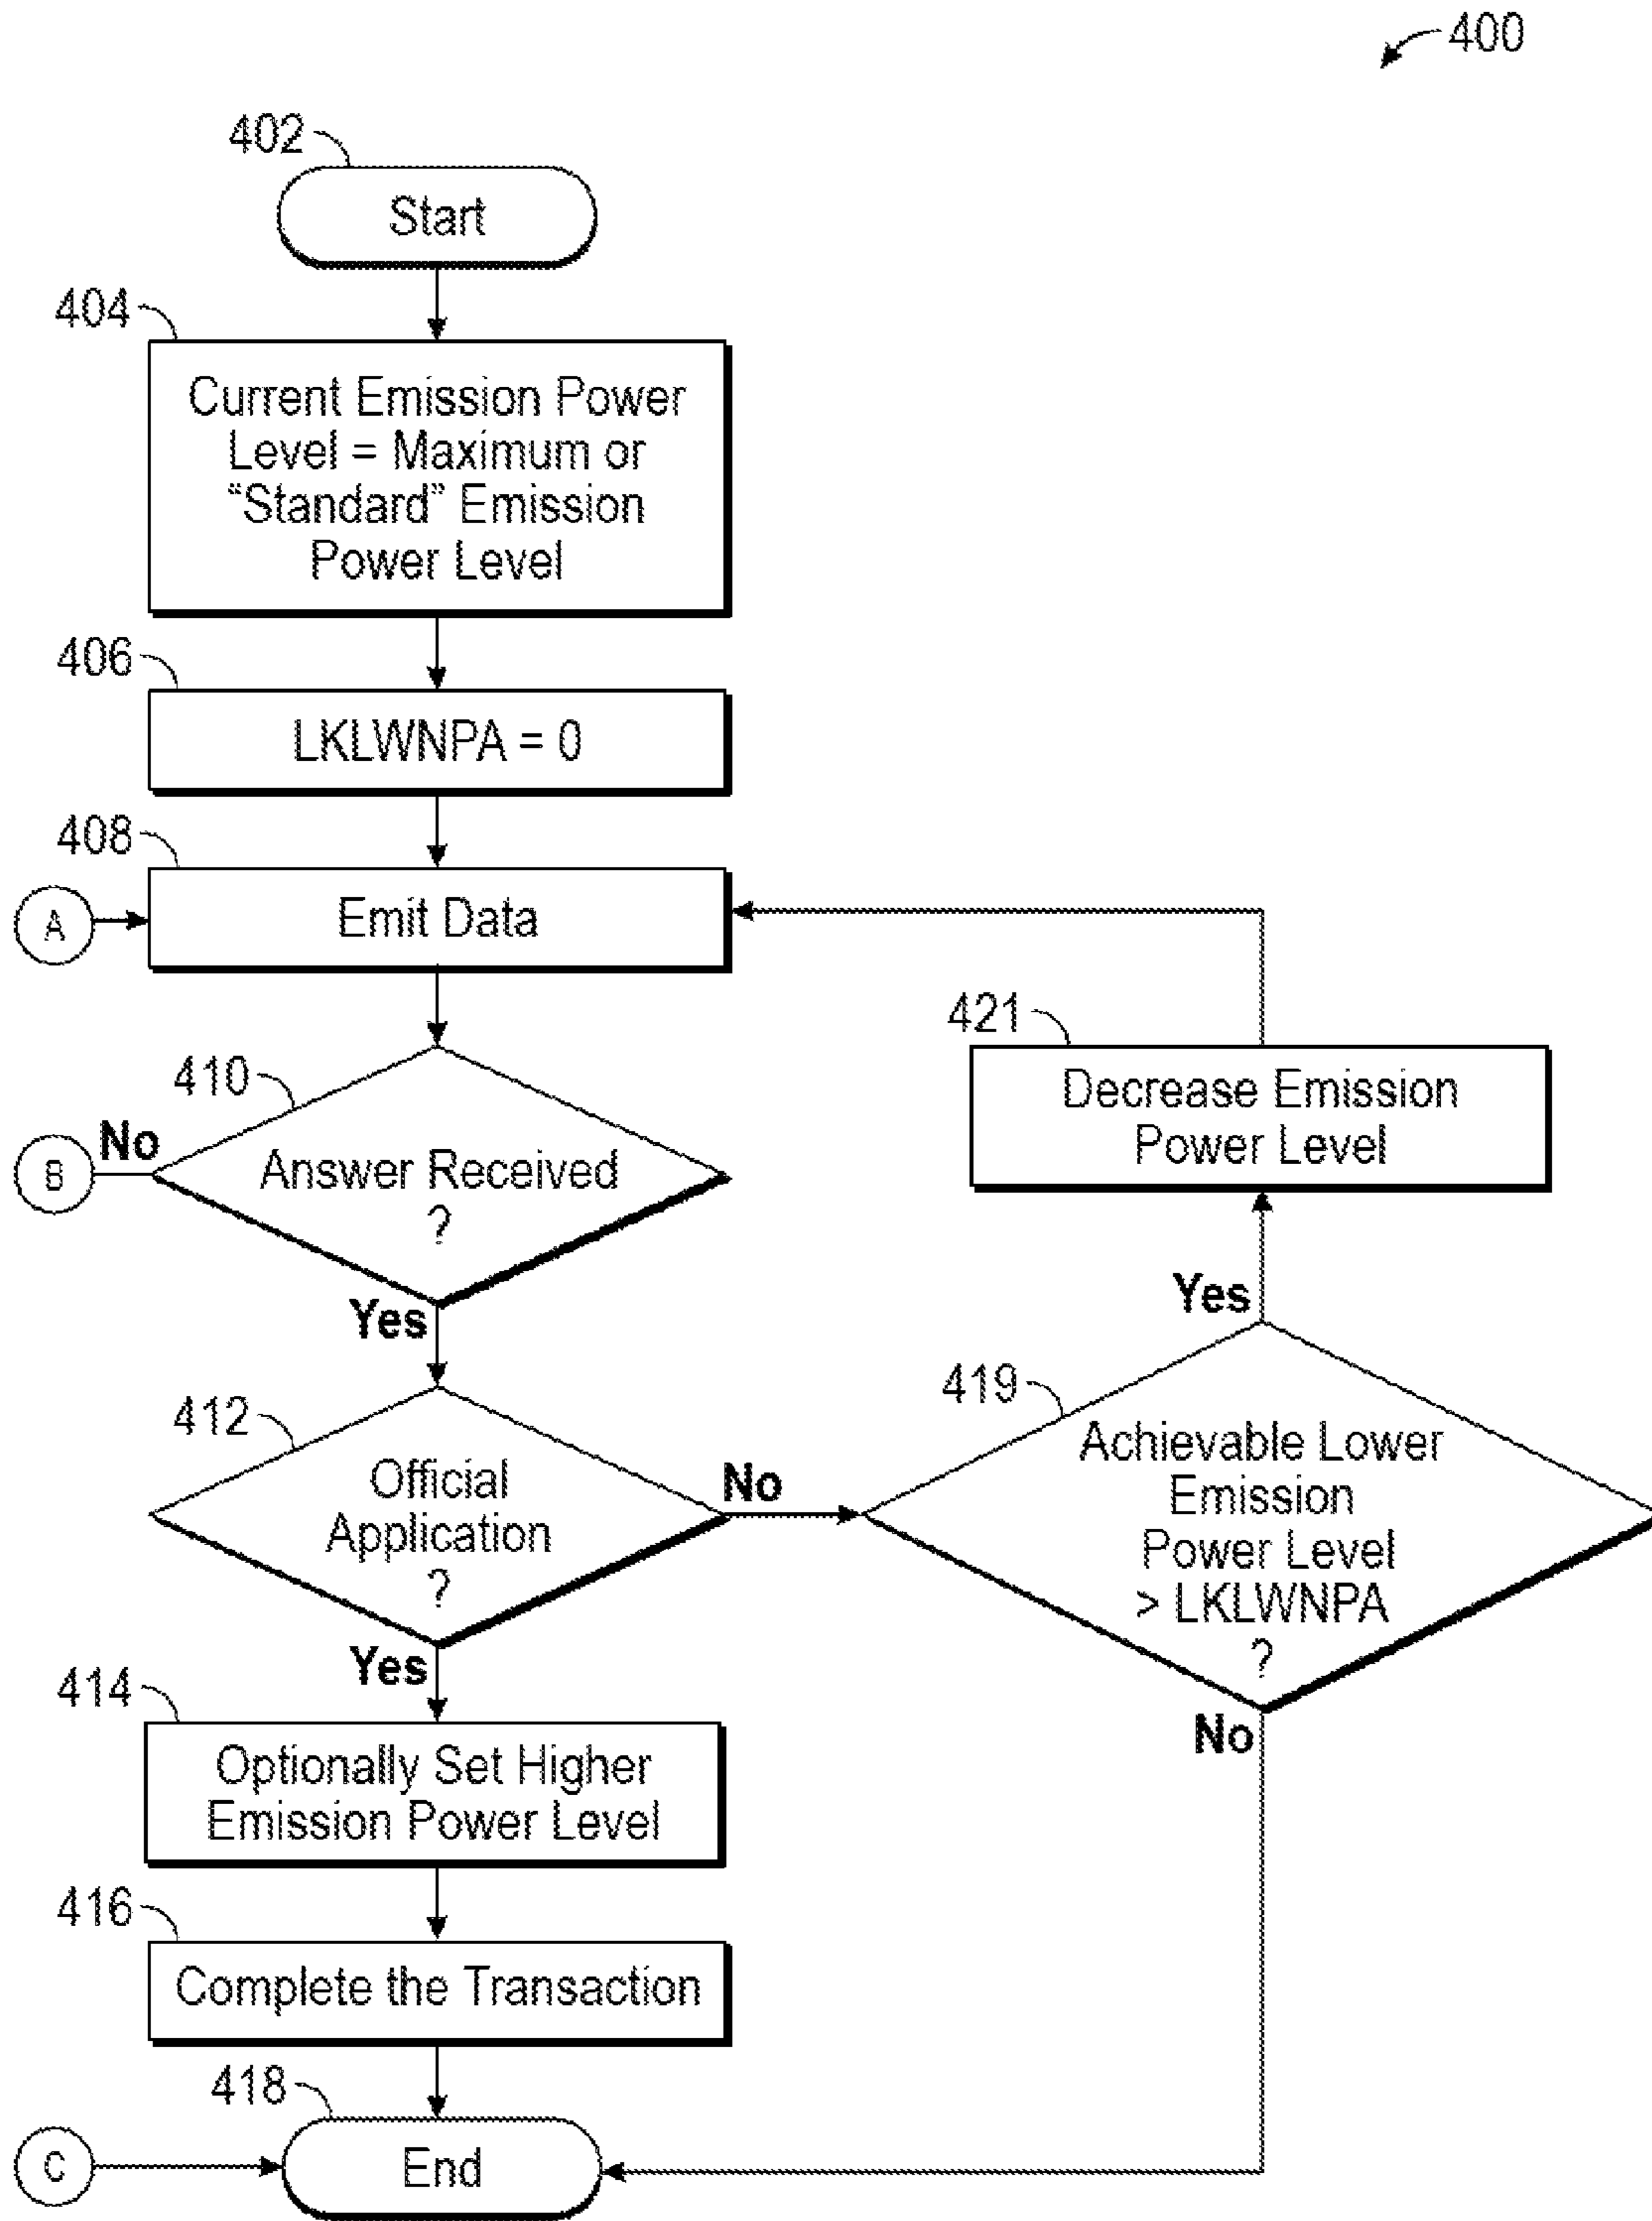 400
402
Start
404
Current Emission Power
Level = Maximum or
“Standard” Emission
Power Level
406
LKLWNPA = 0
408
A
Emit Data
421
Decrease Emission
Power Level
410
No
B
Answer Received
?
Yes
Yes
412
Official
Application
?
No
419
Achievable Lower
Emission
Power Level
> LKLWNPA
?
Yes
No
414
Optionally Set Higher
Emission Power Level
416
Complete the Transaction
418
C
End